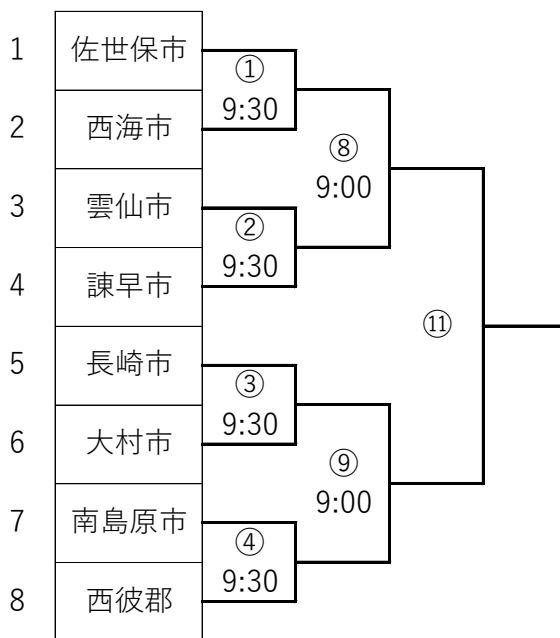 1 佐世保市
①
9:30
2 西海市
⑧
9:00
3 雲仙市
②
9:30
4 諫早市
⑪
5 長崎市
③
9:30
6 大村市
⑨
9:00
7 南島原市
④
9:30
8 西彼郡